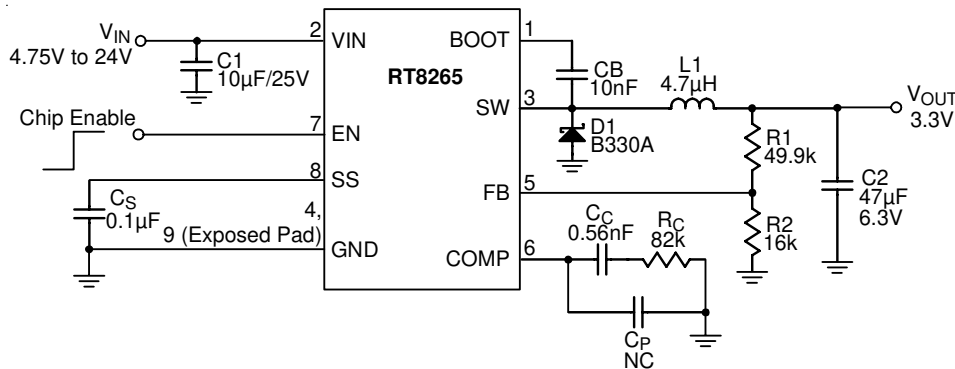 VIN
4.75V to 24V
2
VIN
C1
10µF/25V
RT8265
BOOT
1
CB
10nF
L1
4.7µH
SW
3
VOUT
3.3V
Chip Enable
7
EN
D1
B330A
R1
49.9k
8
SS
FB
5
C2
47µF
6.3V
CS
0.1µF
4,
9 (Exposed Pad)
GND
COMP
6
CC
0.56nF
RC
82k
R2
16k
CP
NC